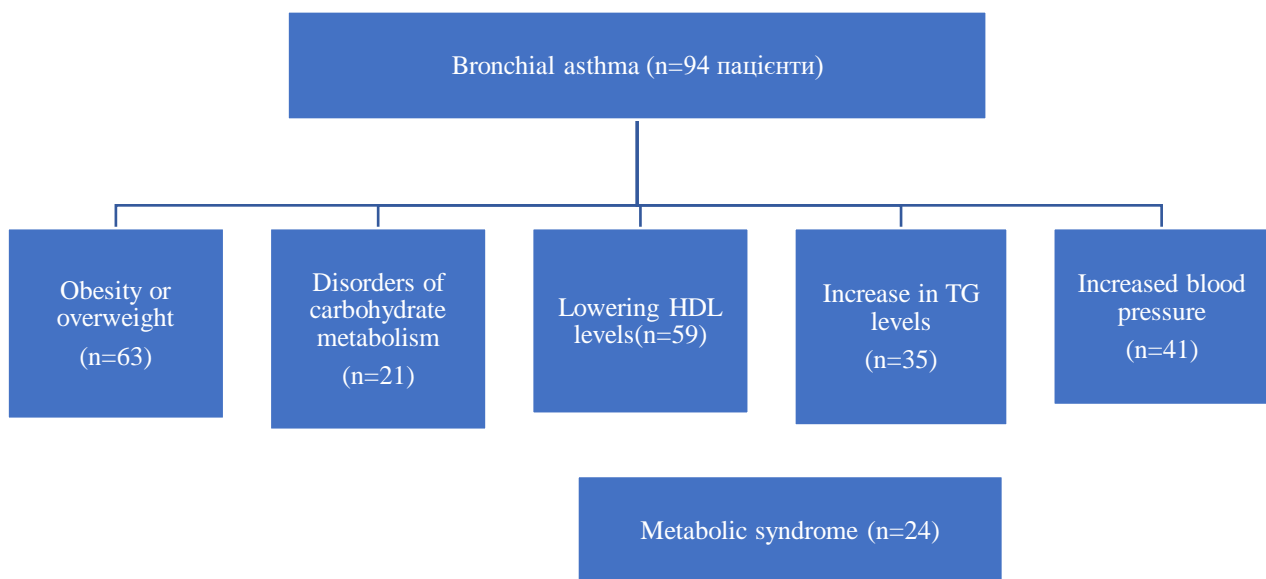 Bronchial asthma (n=94 пацієнти)
Obesity or
overweight
(n=63)
Disorders of
carbohydrate
metabolism
(n=21)
Lowering HDL
levels(n=59)
Increase in TG
levels
(n=35)
Increased blood
pressure
(n=41)
Metabolic syndrome (n=24)